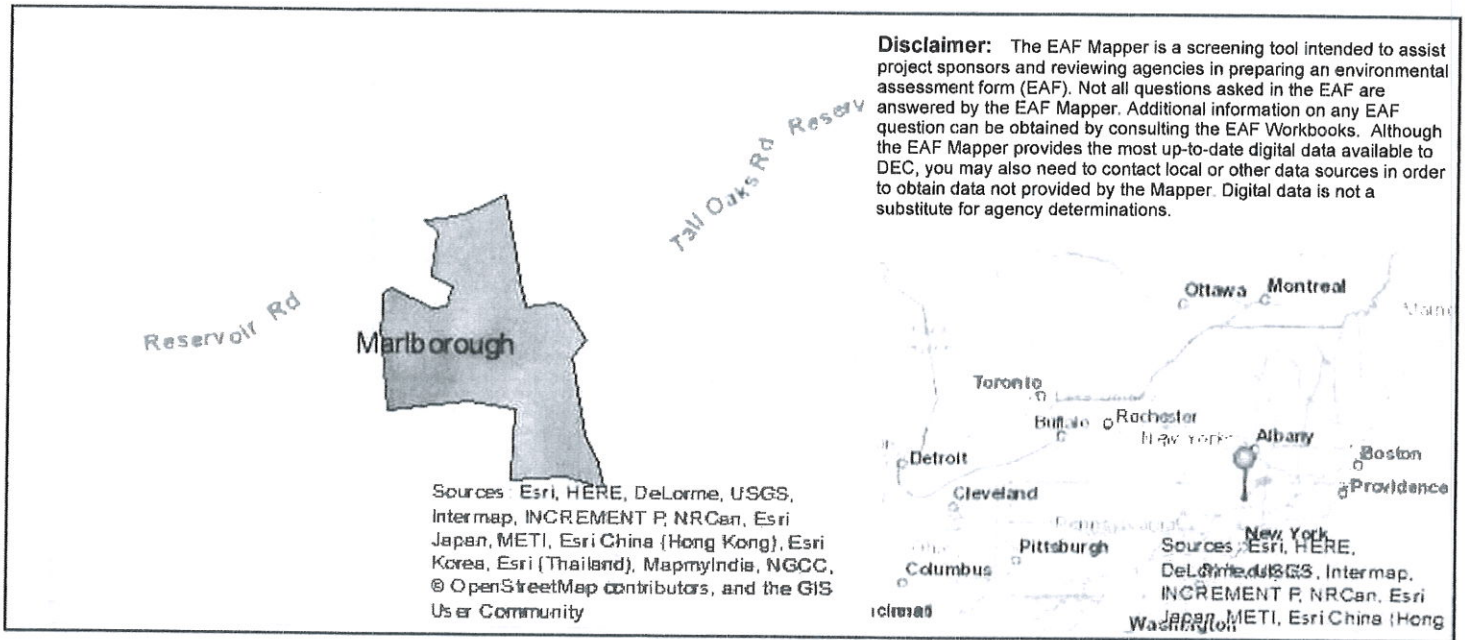 Disclaimer: The EAF Mapper is a screening tool intended to assist
project sponsors and reviewing agencies in preparing an environmental
assessment form (EAF). Not all questions asked in the EAF are
answered by the EAF Mapper. Additional information on any EAF
question can be obtained by consulting the EAF Workbooks. Although
the EAF Mapper provides the most up-to-date digital data available to
DEC, you may also need to contact local or other data sources in order
to obtain data not provided by the Mapper. Digital data is not a
substitute for agency determinations.
Reserv
Tall Oaks Rd
Reservoir Rd
Marlborough
Sources: Esri, HERE, DeLorme, USGS,
Intermap, INCREMENT P, NRCan, Esri
Japan, METI, Esri China (Hong Kong), Esri
Korea, Esri (Thailand), MapmyIndia, NGCC,
© OpenStreetMap contributors, and the GIS
User Community
Ottawa
Montreal
Toronto
Buffalo
Rochester
New York
Albany
Boston
Providence
Detroit
Cleveland
Pittsburgh
Columbus
New York
Sources: Esri, HERE,
Intermap,
INCREMENT P, NRCan, Esri
Japan, METI, Esri China (Hong
Washington